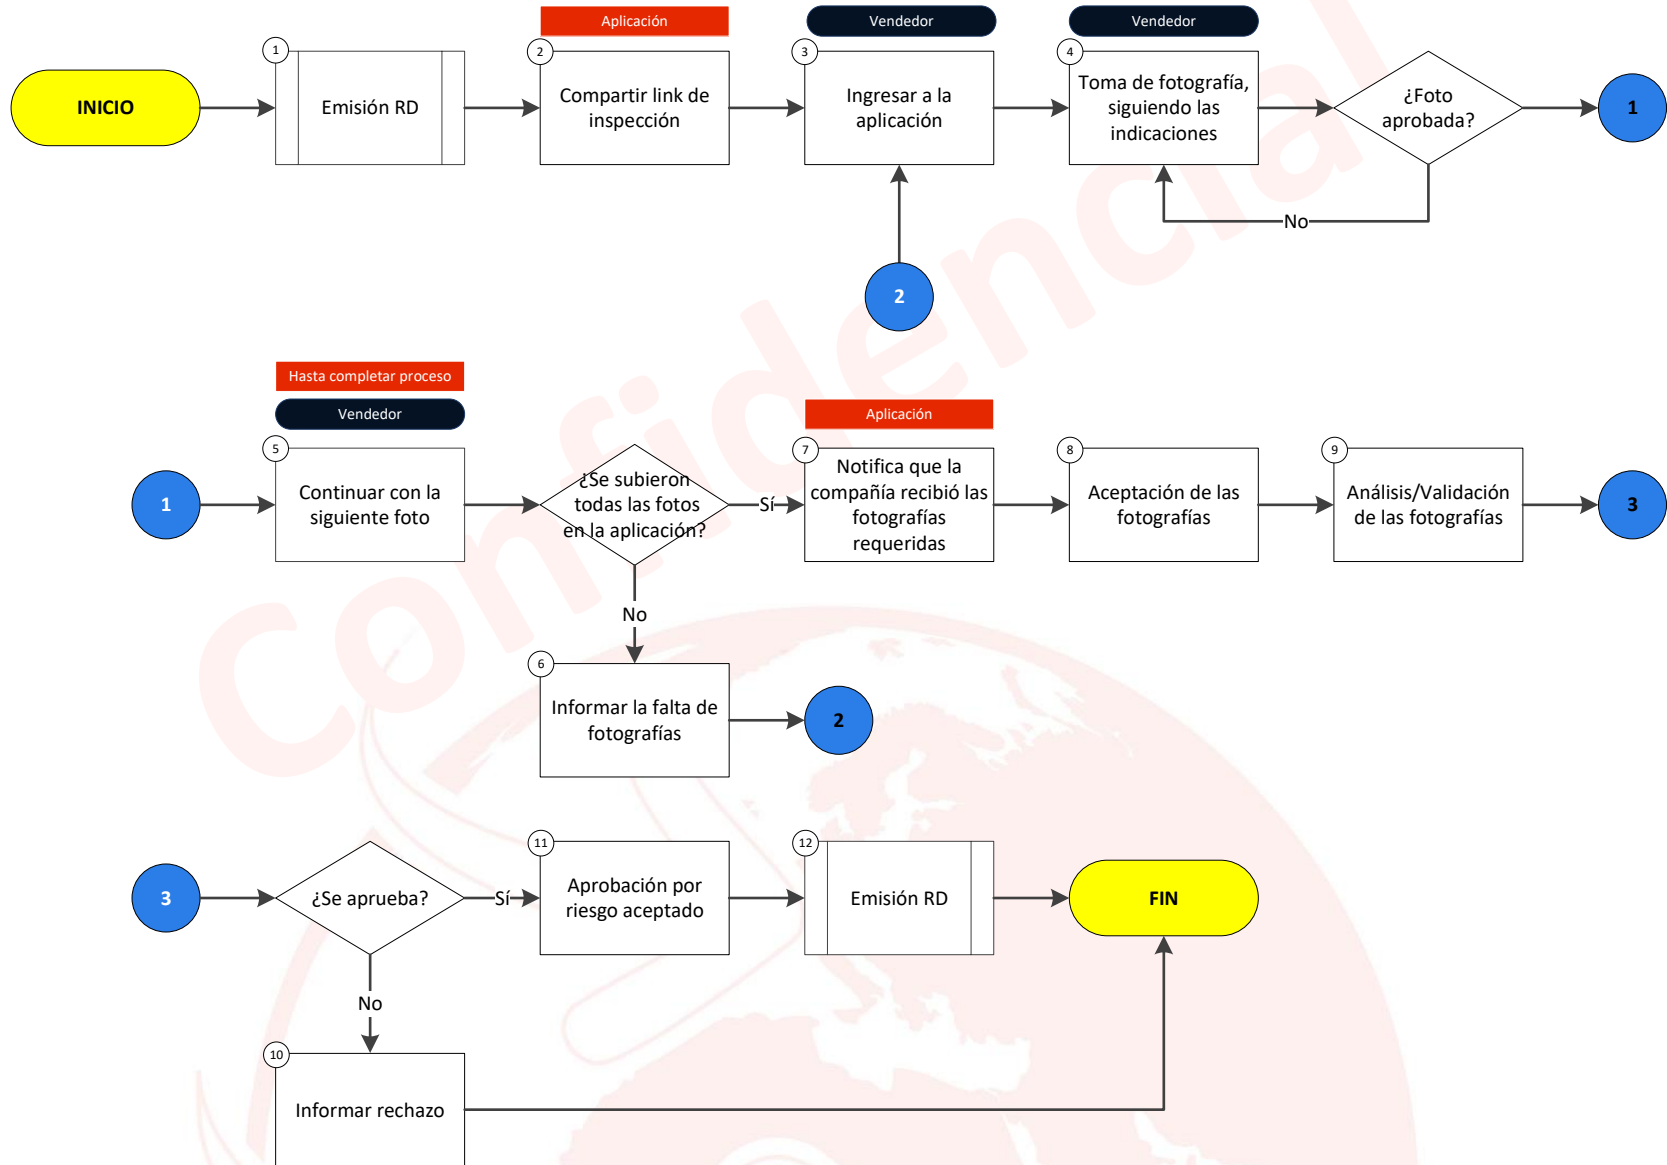 Aplicación
Vendedor
Vendedor
1
2
3
4
INICIO
Emisión RD
Compartir link de
inspección
Ingresar a la
aplicación
Toma de fotografía,
siguiendo las
indicaciones
¿Foto
aprobada?
1
No
2
Hasta completar proceso
Vendedor
Aplicación
5
7
8
9
1
Continuar con la
siguiente foto
¿Se subieron
todas las fotos
en la aplicación?
Sí
Notifica que la
compañía recibió las
fotografías
requeridas
Aceptación de las
fotografías
Análisis/Validación
de las fotografías
3
No
6
Informar la falta de
fotografías
2
11
12
3
¿Se aprueba?
Sí
Aprobación por
riesgo aceptado
Emisión RD
FIN
No
10
Informar rechazo
Confidencial